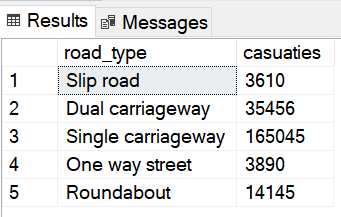 Results Messages
road_type casuaties
1 Slip road 3610
2 Dual carriageway 35456
3 Single carriageway 165045
4 One way street 3890
5 Roundabout 14145